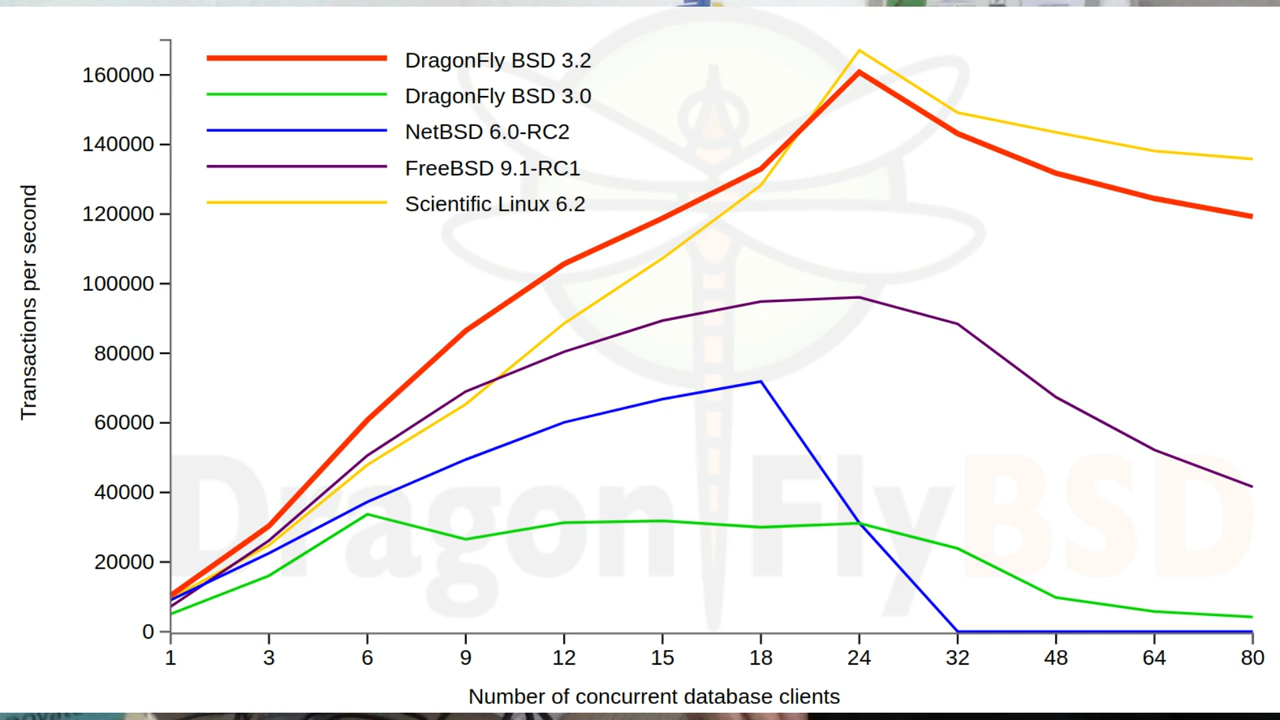 DragonFly BSD 3.2
DragonFly BSD 3.0
NetBSD 6.0-RC2
FreeBSD 9.1-RC1
Scientific Linux 6.2
Transactions per second
160000
140000
120000
100000
80000
60000
40000
20000
0
1 3 6 9 12 15 18 24 32 48 64 80
Number of concurrent database clients
DragonFlyBSD